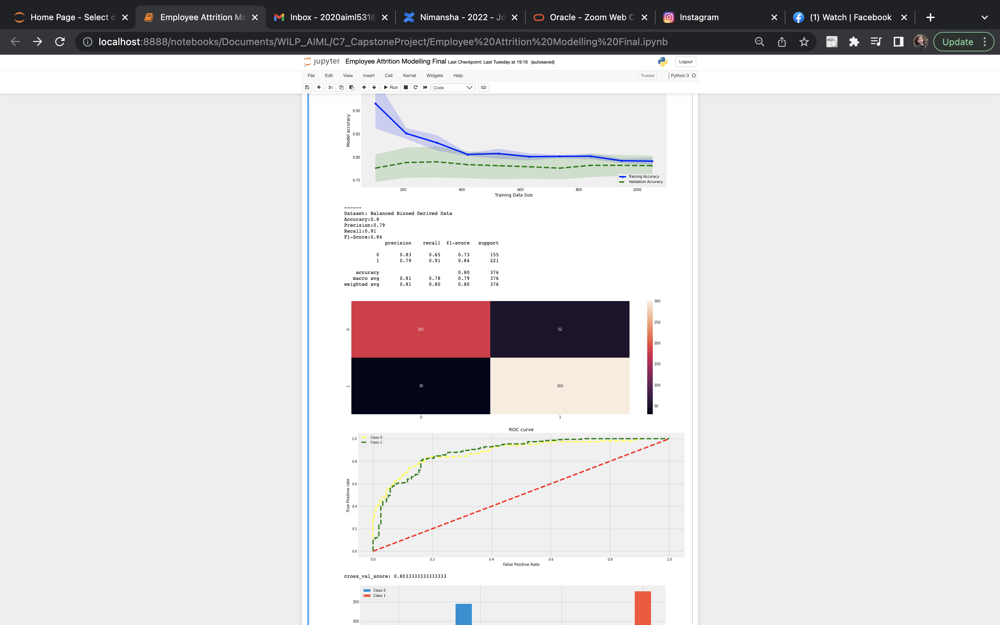 Home Page - Select o
Employee Attrition Mo
Inbox - 2020aiml531@
Nimansha - 2022 - Jo
Oracle - Zoom Web C
Instagram
(1) Watch | Facebook
localhost:8888/notebooks/Documents/WILP_AIML/C7_CapstoneProject/Employee%20Attrition%20Modelling%20Final.ipynb
Update
jupyter Employee Attrition Modelling Final Last Checkpoint: Last Tuesday at 19:16 (autosaved)
Logout
File Edit View Insert Cell Kernel Widgets Help
Trusted
Python 3
Run
Code
0.90
0.85
0.80
0.75
Model accuracy
Training Accuracy
Validation Accuracy
200 400 600 800 1000
Training Data Size
------
Dataset: Balanced Binned Derived Data
Accuracy:0.8
Precision:0.79
Recall:0.91
F1-Score:0.84
precision recall f1-score support
0 0.83 0.65 0.73 155
1 0.79 0.91 0.84 221
accuracy 0.80 376
macro avg 0.81 0.78 0.79 376
weighted avg 0.81 0.80 0.80 376
0 181 52
1 30 300
0 1
300
250
200
150
100
50
ROC curve
Class 0
Class 1
1.0
0.8
0.6
0.4
0.2
0.0
True Positive rate
0.0 0.2 0.4 0.6 0.8 1.0
False Positive Rate
cross_val_score: 0.8033333333333333
Class 0
Class 1
250
200